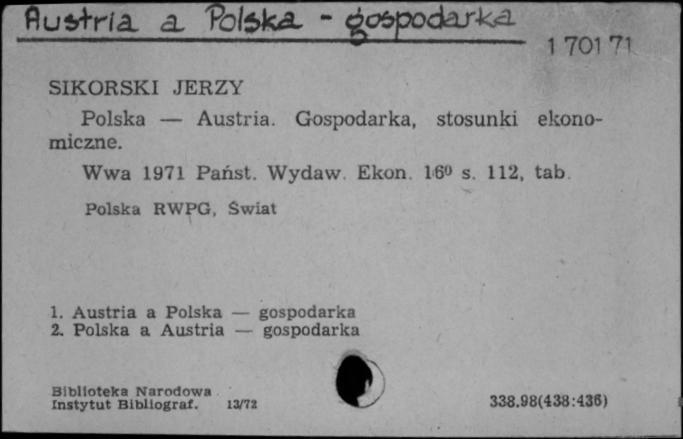 Austria a Polska - gospodarka
1 701 71
SIKORSKI JERZY
Polska — Austria. Gospodarka, stosunki ekono-
miczne.
Wwa 1971 Państ. Wydaw. Ekon. 16⁰ s. 112, tab.
Polska RWPG, Świat
1. Austria a Polska — gospodarka
2. Polska a Austria — gospodarka
Biblioteka Narodowa
Instytut Bibliograf. 13/72
338.98(438:436)